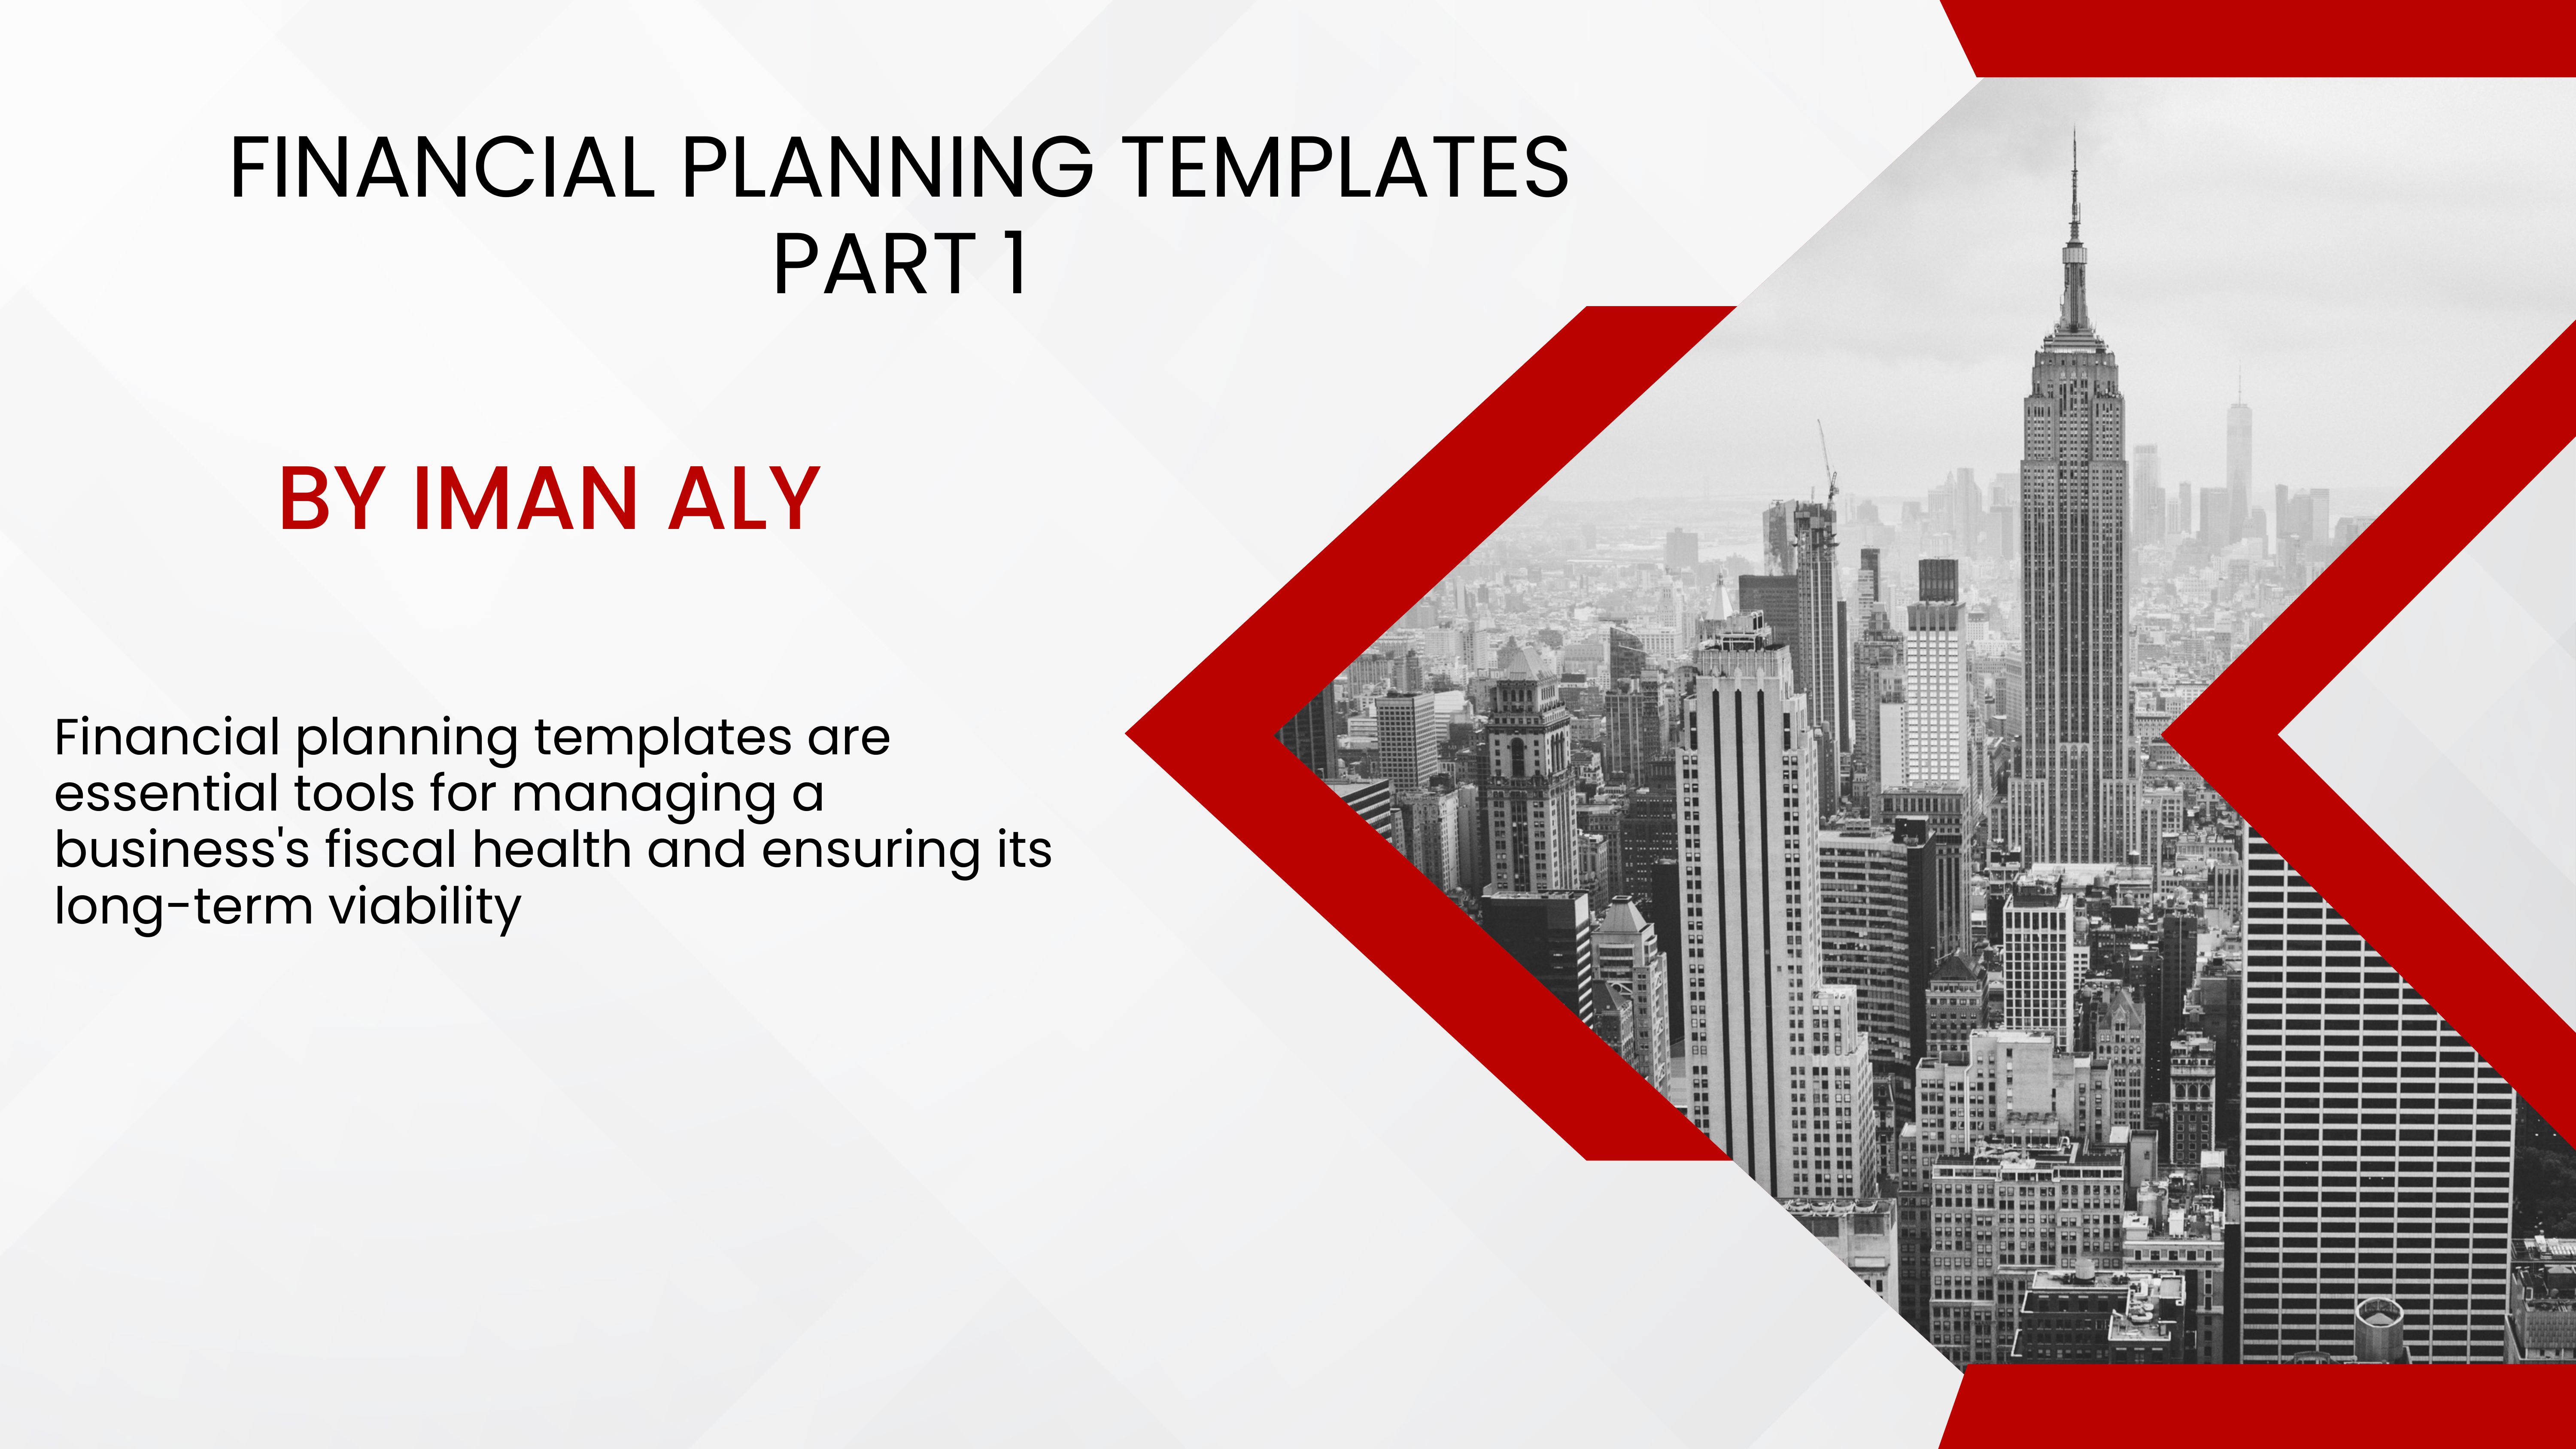 FINANCIAL PLANNING TEMPLATES
PART 1
BY IMAN ALY
Financial planning templates are
essential tools for managing a
business's fiscal health and ensuring its
long-term viability